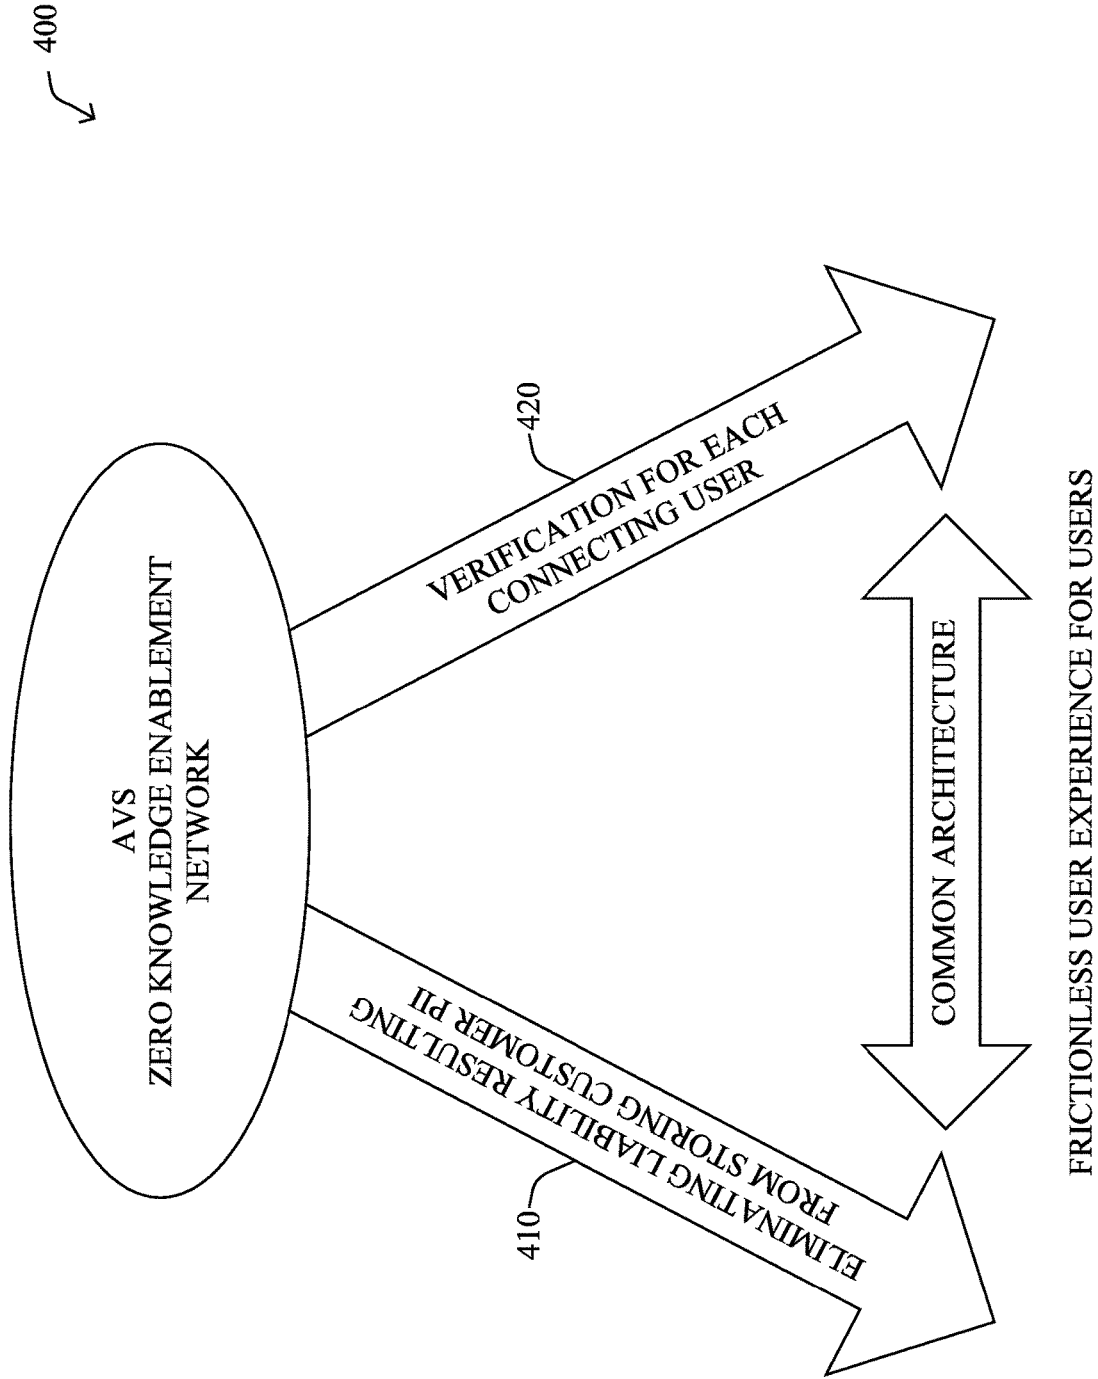 400
AVS
ZERO KNOWLEDGE ENABLEMENT
NETWORK
410
420
ELIMINATING LIABILITY RESULTING
FROM STORING CUSTOMER PII
VERIFICATION FOR EACH
CONNECTING USER
COMMON ARCHITECTURE
FRICTIONLESS USER EXPERIENCE FOR USERS